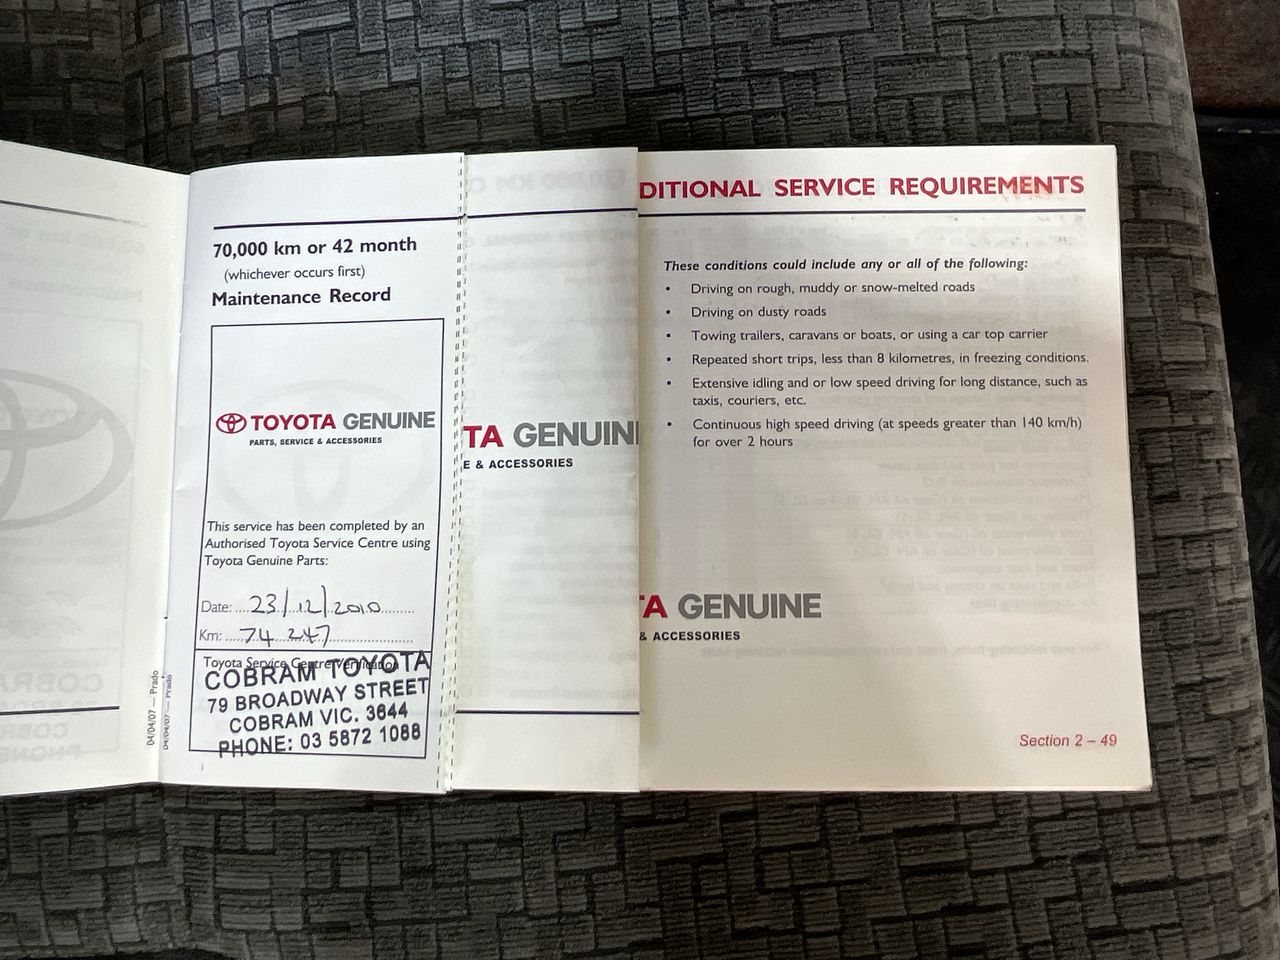 70,000 km or 42 month
(whichever occurs first)
Maintenance Record
TOYOTA GENUINE
PARTS, SERVICE & ACCESSORIES
This service has been completed by an
Authorised Toyota Service Centre using
Toyota Genuine Parts:
Date: 23/12/2010
Km: 74 247
Toyota Service Centre Verification
COBRAM TOYOTA
79 BROADWAY STREET
COBRAM VIC. 3644
PHONE: 03 5872 1088
04/04/07 — Prado
04/04/07 — Prado
TA GENUIN
E & ACCESSORIES
DITIONAL SERVICE REQUIREMENTS
These conditions could include any or all of the following:
• Driving on rough, muddy or snow-melted roads
• Driving on dusty roads
• Towing trailers, caravans or boats, or using a car top carrier
• Repeated short trips, less than 8 kilometres, in freezing conditions.
• Extensive idling and or low speed driving for long distance, such as
taxis, couriers, etc.
• Continuous high speed driving (at speeds greater than 140 km/h)
for over 2 hours
TA GENUINE
& ACCESSORIES
Section 2 – 49